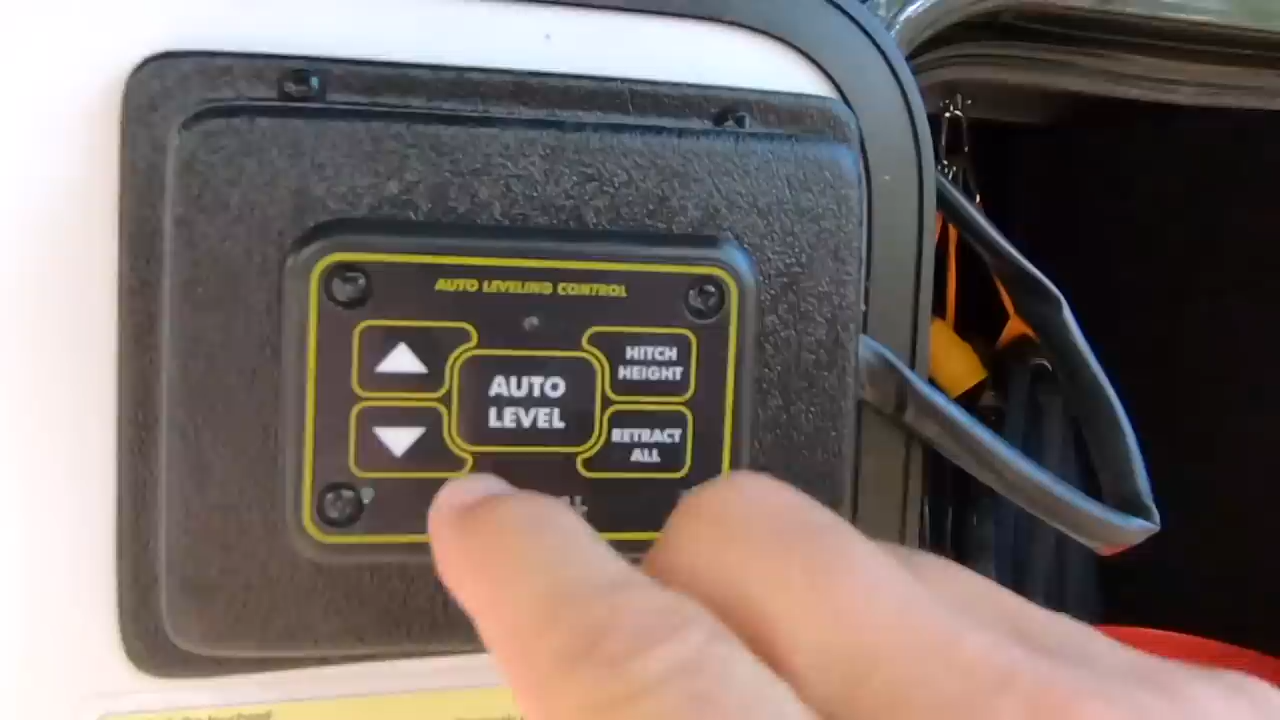 AUTO LEVELING CONTROL
HITCH
HEIGHT
AUTO
LEVEL
RETRACT
ALL